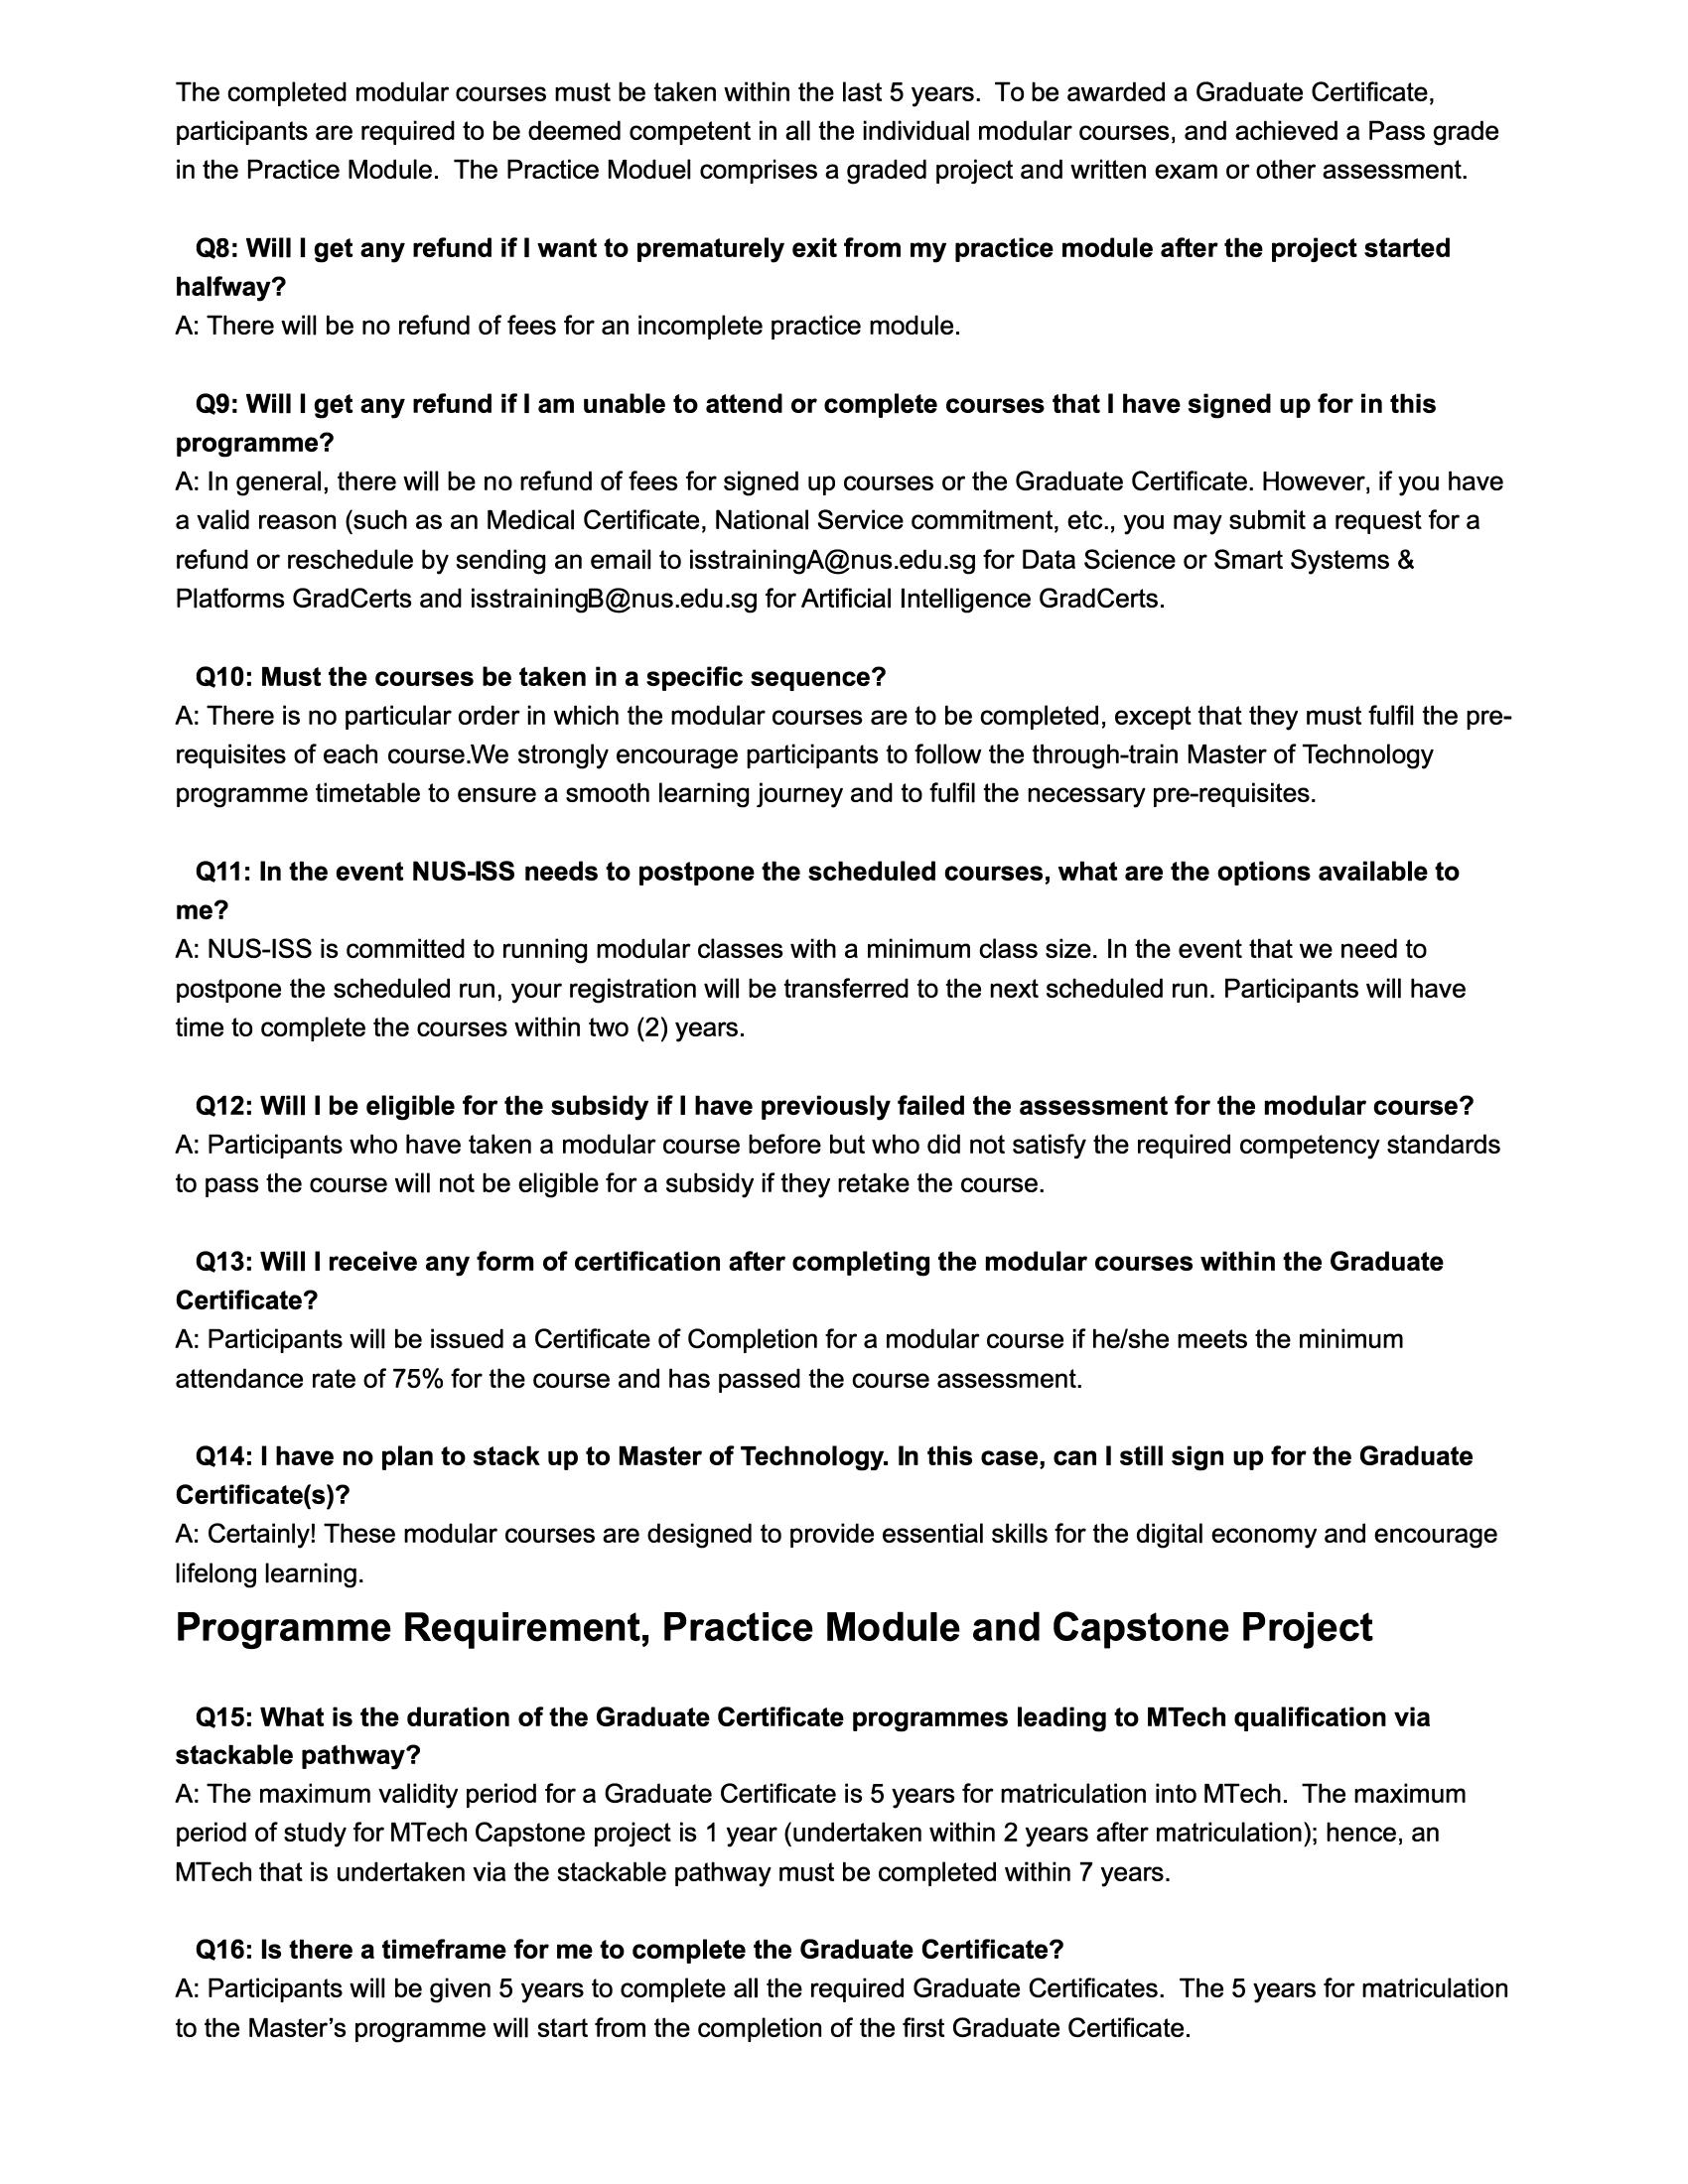 The completed modular courses must be taken within the last 5 years.  To be awarded a Graduate Certificate,
participants are required to be deemed competent in all the individual modular courses, and achieved a Pass grade
in the Practice Module.  The Practice Moduel comprises a graded project and written exam or other assessment.
Q8: Will I get any refund if I want to prematurely exit from my practice module after the project started
halfway?
A: There will be no refund of fees for an incomplete practice module.
Q9: Will I get any refund if I am unable to attend or complete courses that I have signed up for in this
programme?
A: In general, there will be no refund of fees for signed up courses or the Graduate Certificate. However, if you have
a valid reason (such as an Medical Certificate, National Service commitment, etc., you may submit a request for a
refund or reschedule by sending an email to isstrainingA@nus.edu.sg for Data Science or Smart Systems &
Platforms GradCerts and isstrainingB@nus.edu.sg for Artificial Intelligence GradCerts.
Q10: Must the courses be taken in a specific sequence?
A: There is no particular order in which the modular courses are to be completed, except that they must fulfil the pre-
requisites of each course.We strongly encourage participants to follow the through-train Master of Technology
programme timetable to ensure a smooth learning journey and to fulfil the necessary pre-requisites.
Q11: In the event NUS-ISS needs to postpone the scheduled courses, what are the options available to
me?
A: NUS-ISS is committed to running modular classes with a minimum class size. In the event that we need to
postpone the scheduled run, your registration will be transferred to the next scheduled run. Participants will have
time to complete the courses within two (2) years.
Q12: Will I be eligible for the subsidy if I have previously failed the assessment for the modular course?
A: Participants who have taken a modular course before but who did not satisfy the required competency standards
to pass the course will not be eligible for a subsidy if they retake the course.
Q13: Will I receive any form of certification after completing the modular courses within the Graduate
Certificate?
A: Participants will be issued a Certificate of Completion for a modular course if he/she meets the minimum
attendance rate of 75% for the course and has passed the course assessment.
Q14: I have no plan to stack up to Master of Technology. In this case, can I still sign up for the Graduate
Certificate(s)?
A: Certainly! These modular courses are designed to provide essential skills for the digital economy and encourage
lifelong learning.
Programme Requirement, Practice Module and Capstone Project
Q15: What is the duration of the Graduate Certificate programmes leading to MTech qualification via
stackable pathway?
A: The maximum validity period for a Graduate Certificate is 5 years for matriculation into MTech.  The maximum
period of study for MTech Capstone project is 1 year (undertaken within 2 years after matriculation); hence, an
MTech that is undertaken via the stackable pathway must be completed within 7 years.
Q16: Is there a timeframe for me to complete the Graduate Certificate?
A: Participants will be given 5 years to complete all the required Graduate Certificates.  The 5 years for matriculation
to the Master’s programme will start from the completion of the first Graduate Certificate.